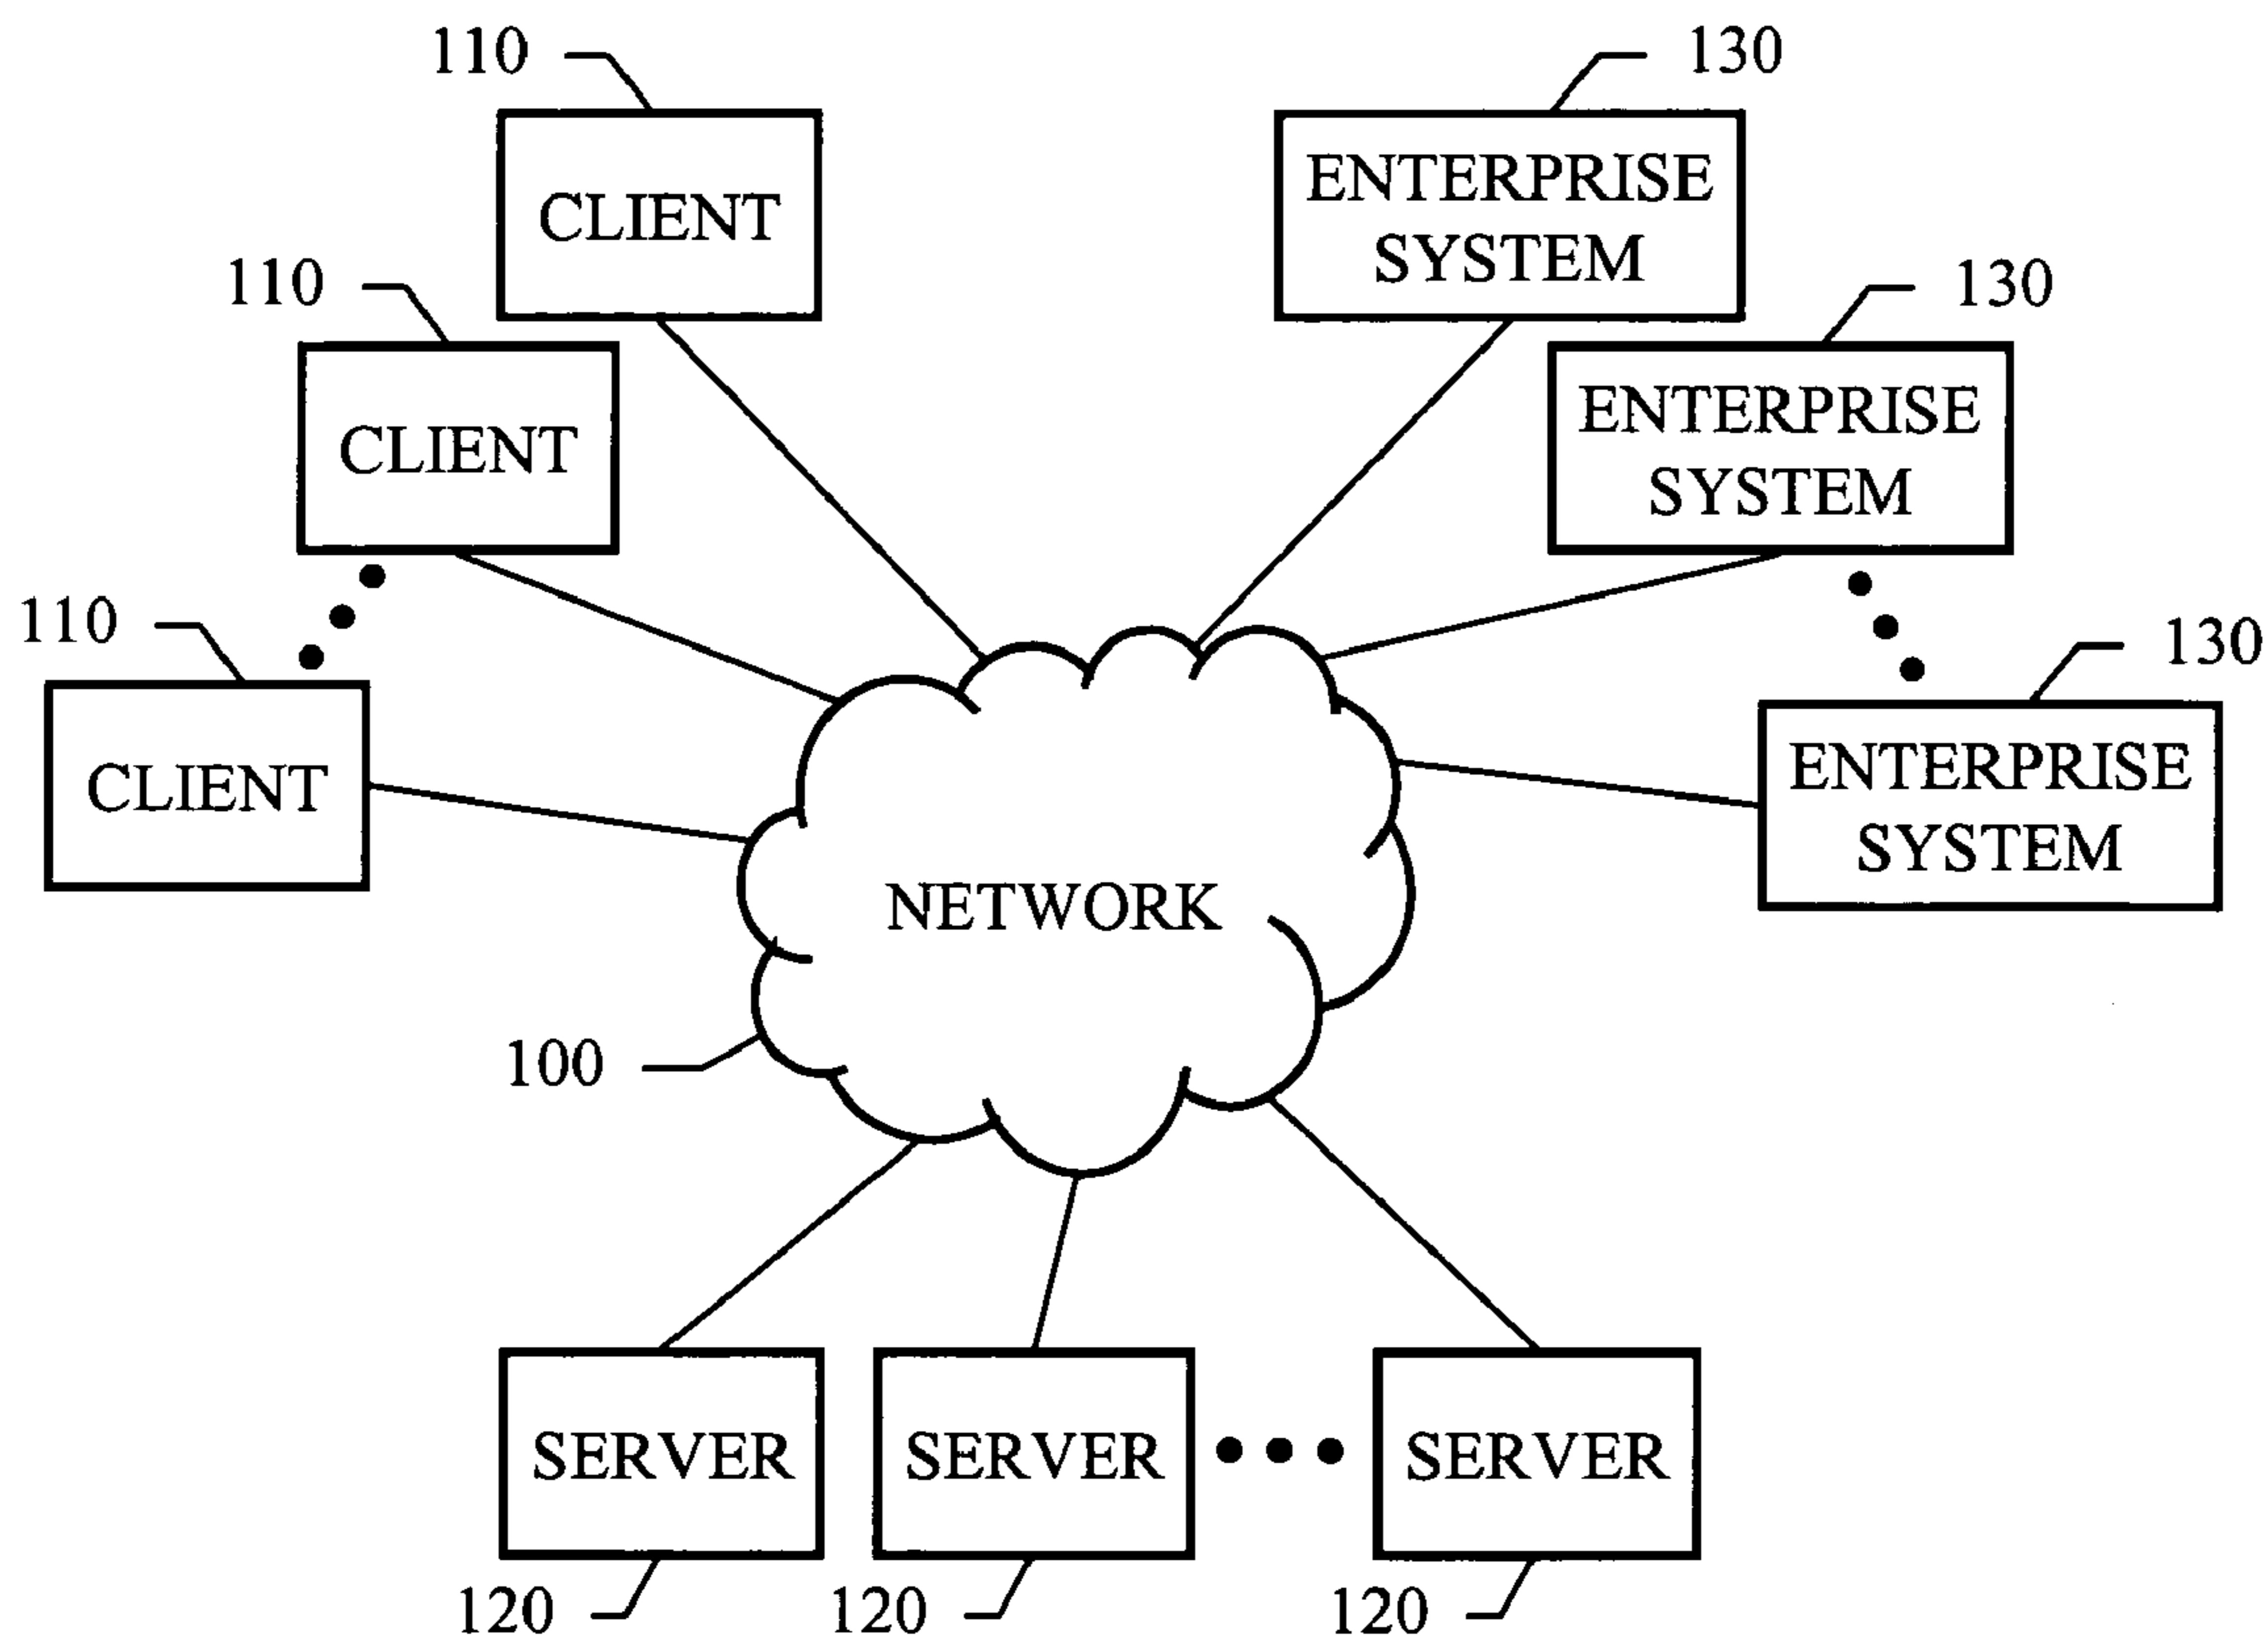 110
130
CLIENT
ENTERPRISE
SYSTEM
110
130
CLIENT
ENTERPRISE
SYSTEM
110
130
CLIENT
ENTERPRISE
SYSTEM
NETWORK
100
SERVER
SERVER
SERVER
120
120
120